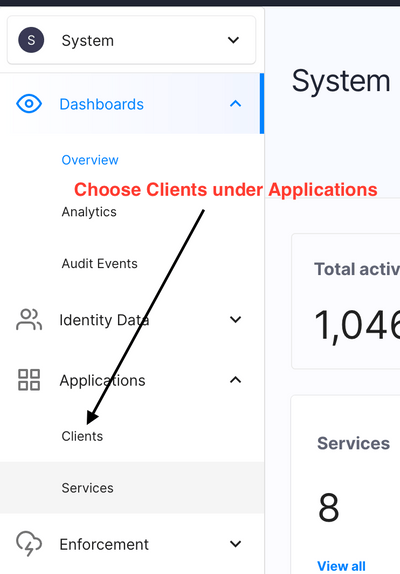 S System
System
Dashboards
Overview
Choose Clients under Applications
Analytics
Audit Events
Total activ
Identity Data
1,046
Applications
Clients
Services
Services
8
Enforcement
View all